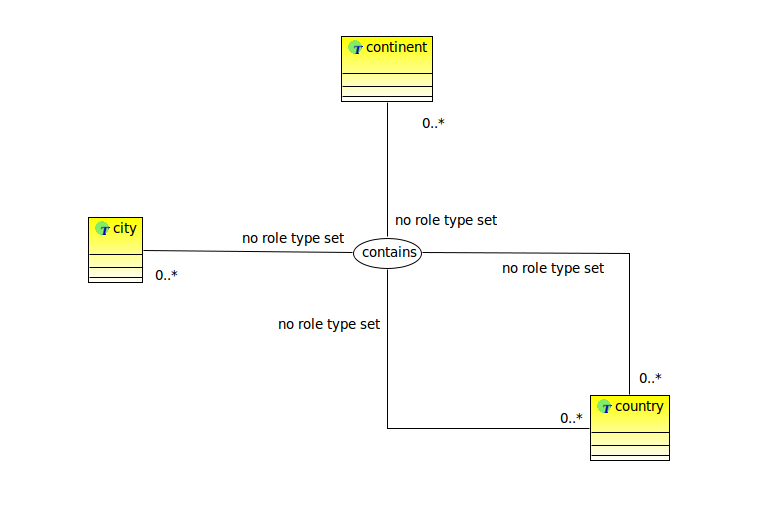 T continent
0..*
no role type set
T city
no role type set
contains
0..*
no role type set
no role type set
0..*
T country
0..*